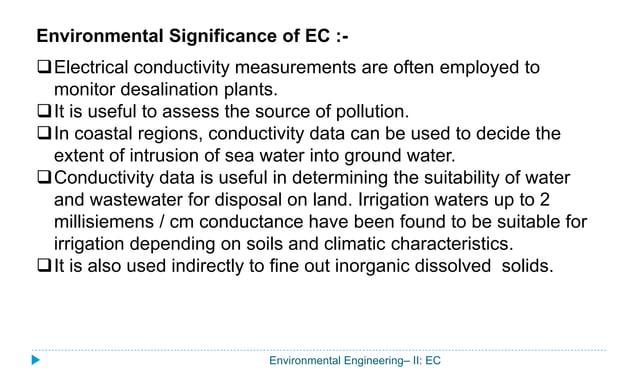 Environmental Significance of EC :-
❑Electrical conductivity measurements are often employed to
monitor desalination plants.
❑It is useful to assess the source of pollution.
❑In coastal regions, conductivity data can be used to decide the
extent of intrusion of sea water into ground water.
❑Conductivity data is useful in determining the suitability of water
and wastewater for disposal on land. Irrigation waters up to 2
millisiemens / cm conductance have been found to be suitable for
irrigation depending on soils and climatic characteristics.
❑It is also used indirectly to fine out inorganic dissolved  solids.
Environmental Engineering– II: EC